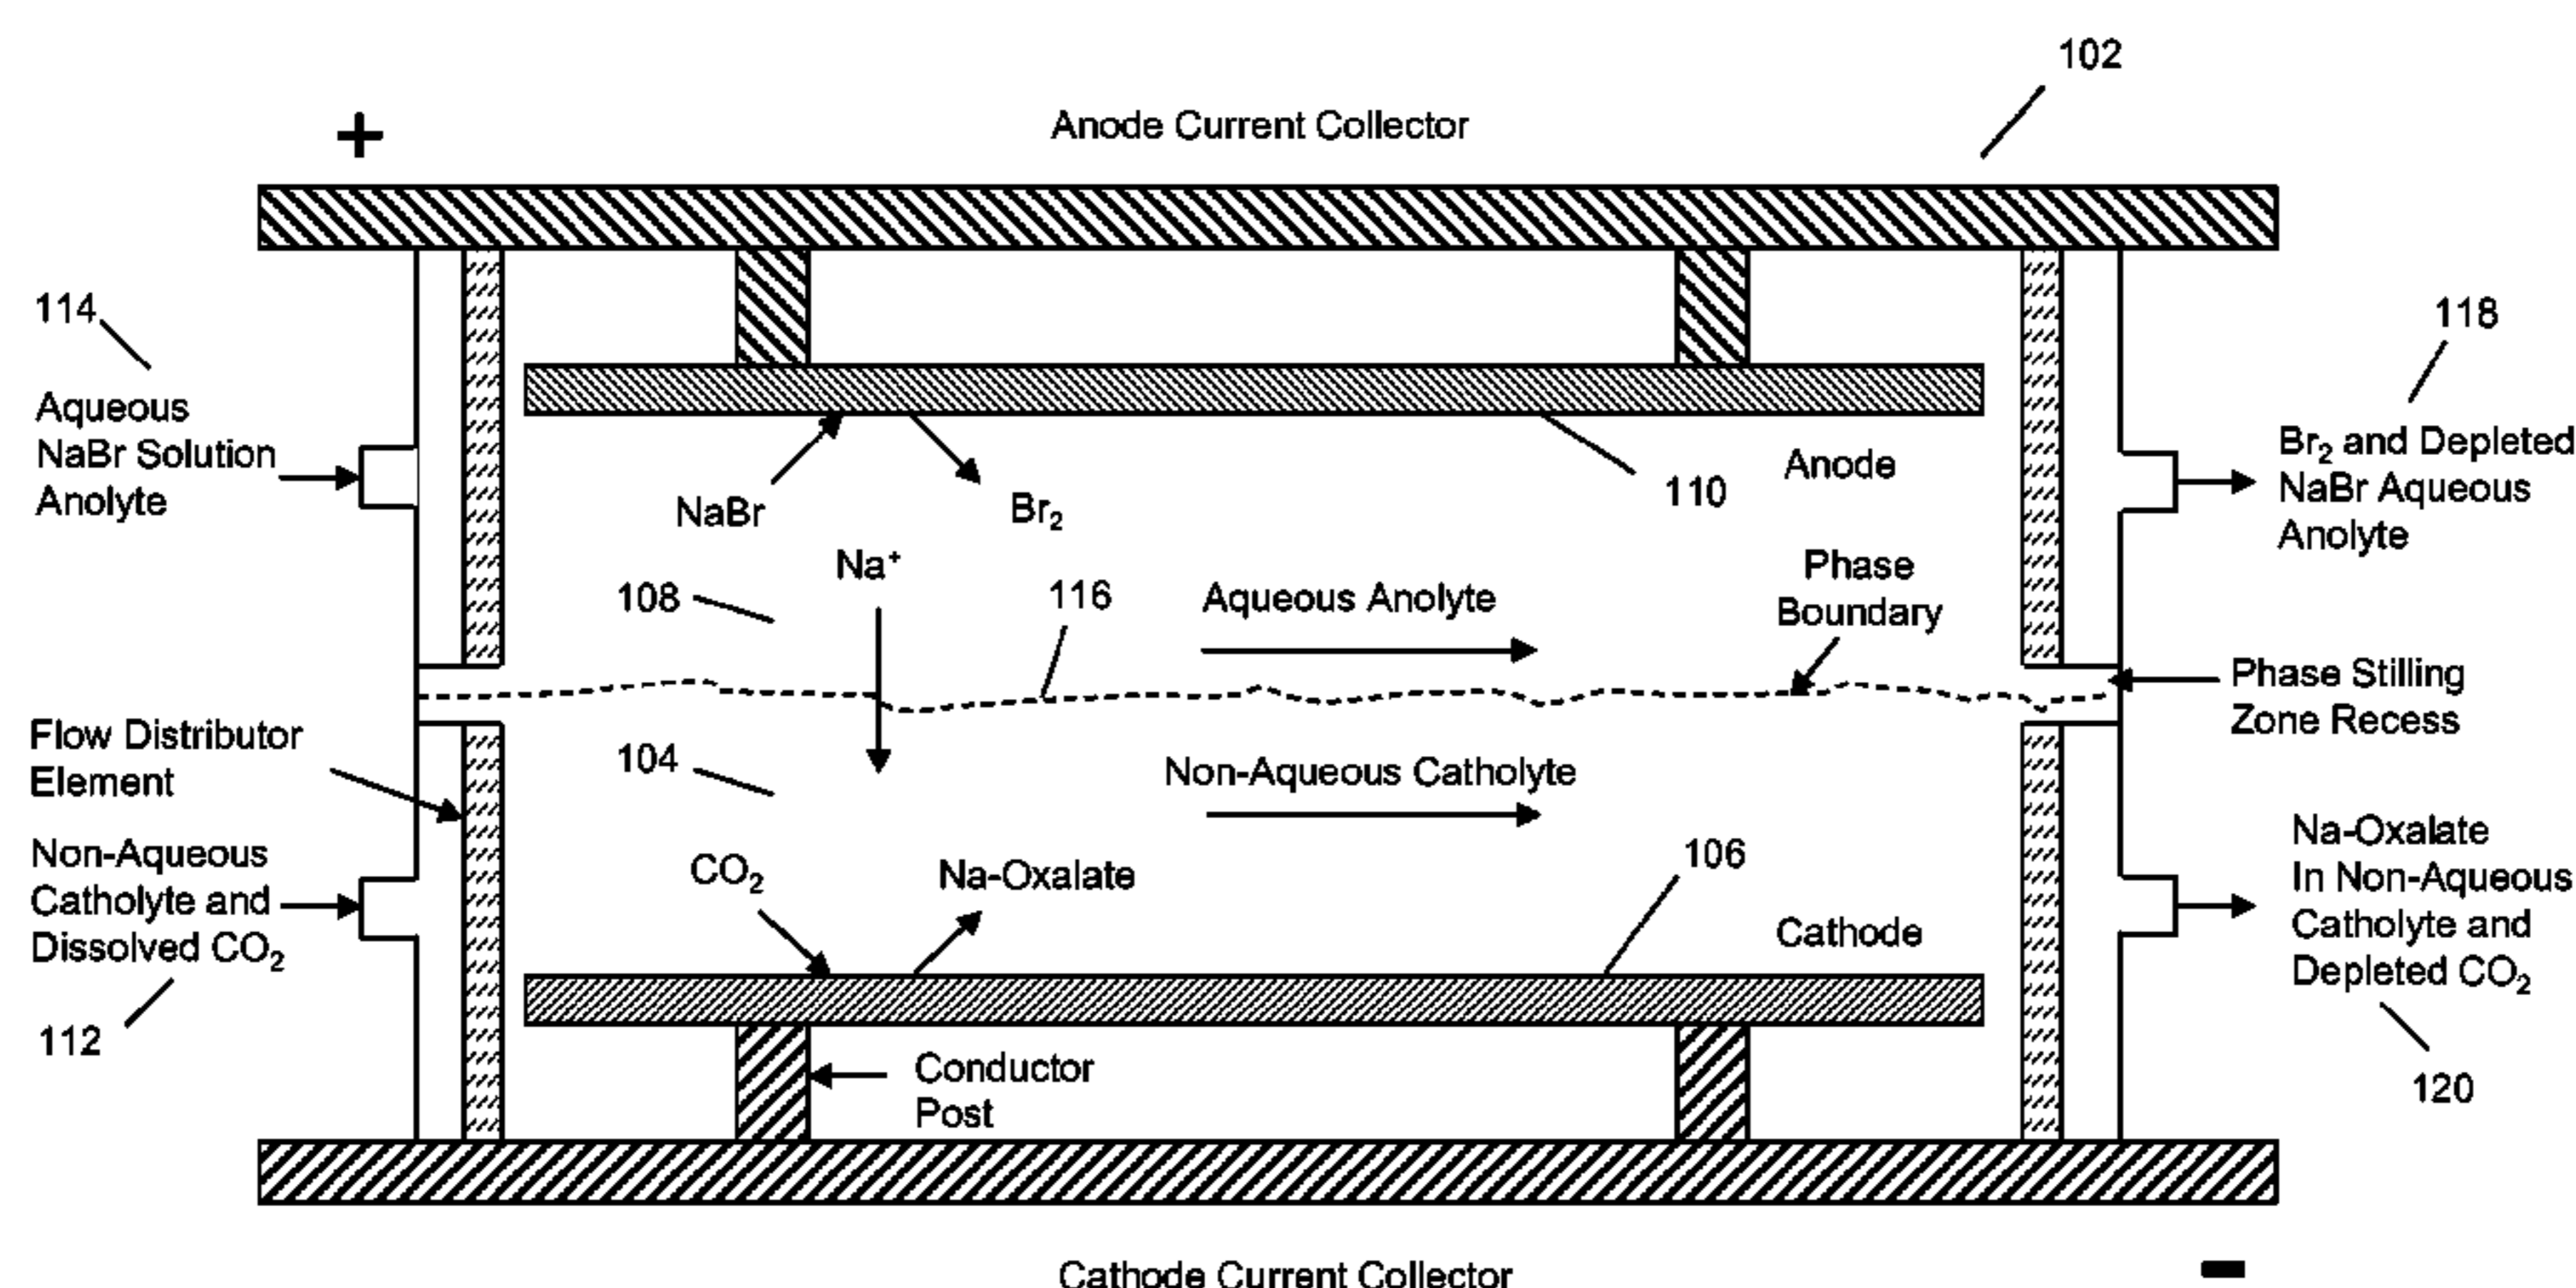 102
+
Anode Current Collector
114
118
Aqueous
NaBr Solution
Anolyte
Br₂ and Depleted
NaBr Aqueous
Anolyte
Anode
110
NaBr
Br₂
Na⁺
108
116
Aqueous Anolyte
Phase
Boundary
Phase Stilling
Zone Recess
Flow Distributor
Element
104
Non-Aqueous Catholyte
Non-Aqueous
Catholyte and
Dissolved CO₂
112
CO₂
Na-Oxalate
106
Cathode
Na-Oxalate
In Non-Aqueous
Catholyte and
Depleted CO₂
120
Conductor
Post
Cathode Current Collector
-